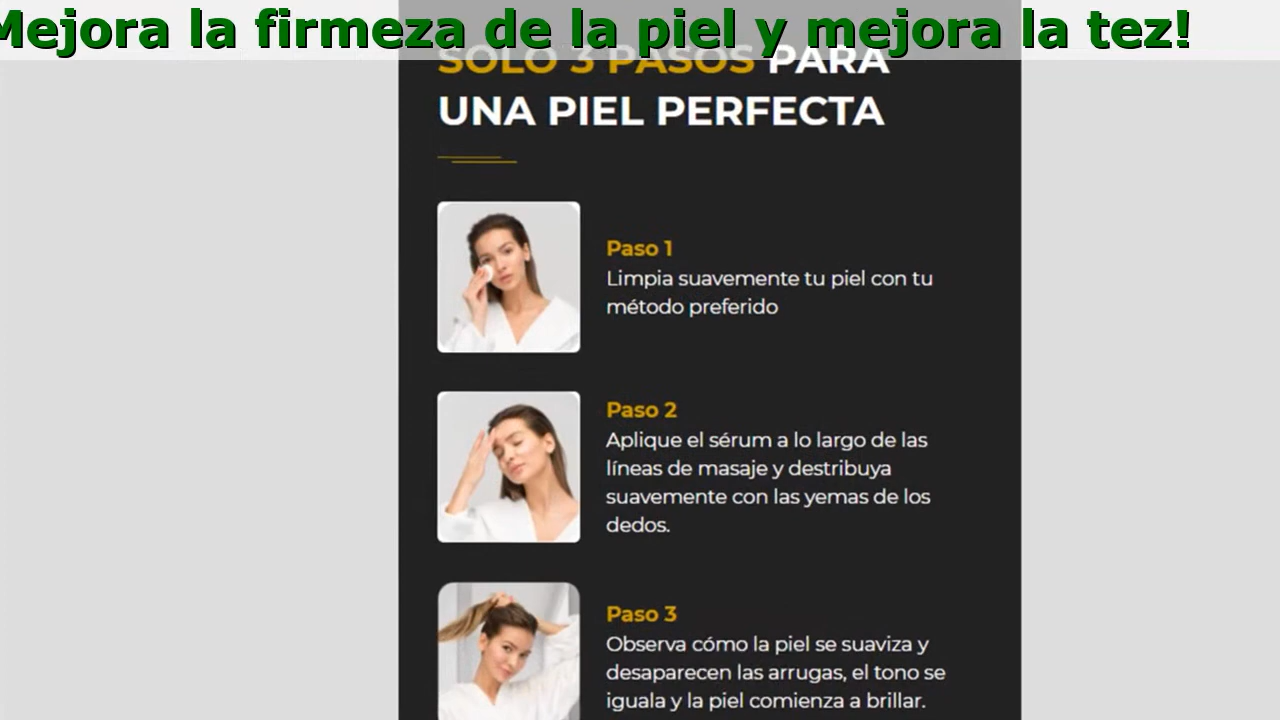 Mejora la firmeza de la piel y mejora la tez!
SOLO 3 PASOS PARA
UNA PIEL PERFECTA
Paso 1
Limpia suavemente tu piel con tu
método preferido
Paso 2
Aplique el sérum a lo largo de las
líneas de masaje y destribuya
suavemente con las yemas de los
dedos.
Paso 3
Observa cómo la piel se suaviza y
desaparecen las arrugas, el tono se
iguala y la piel comienza a brillar.